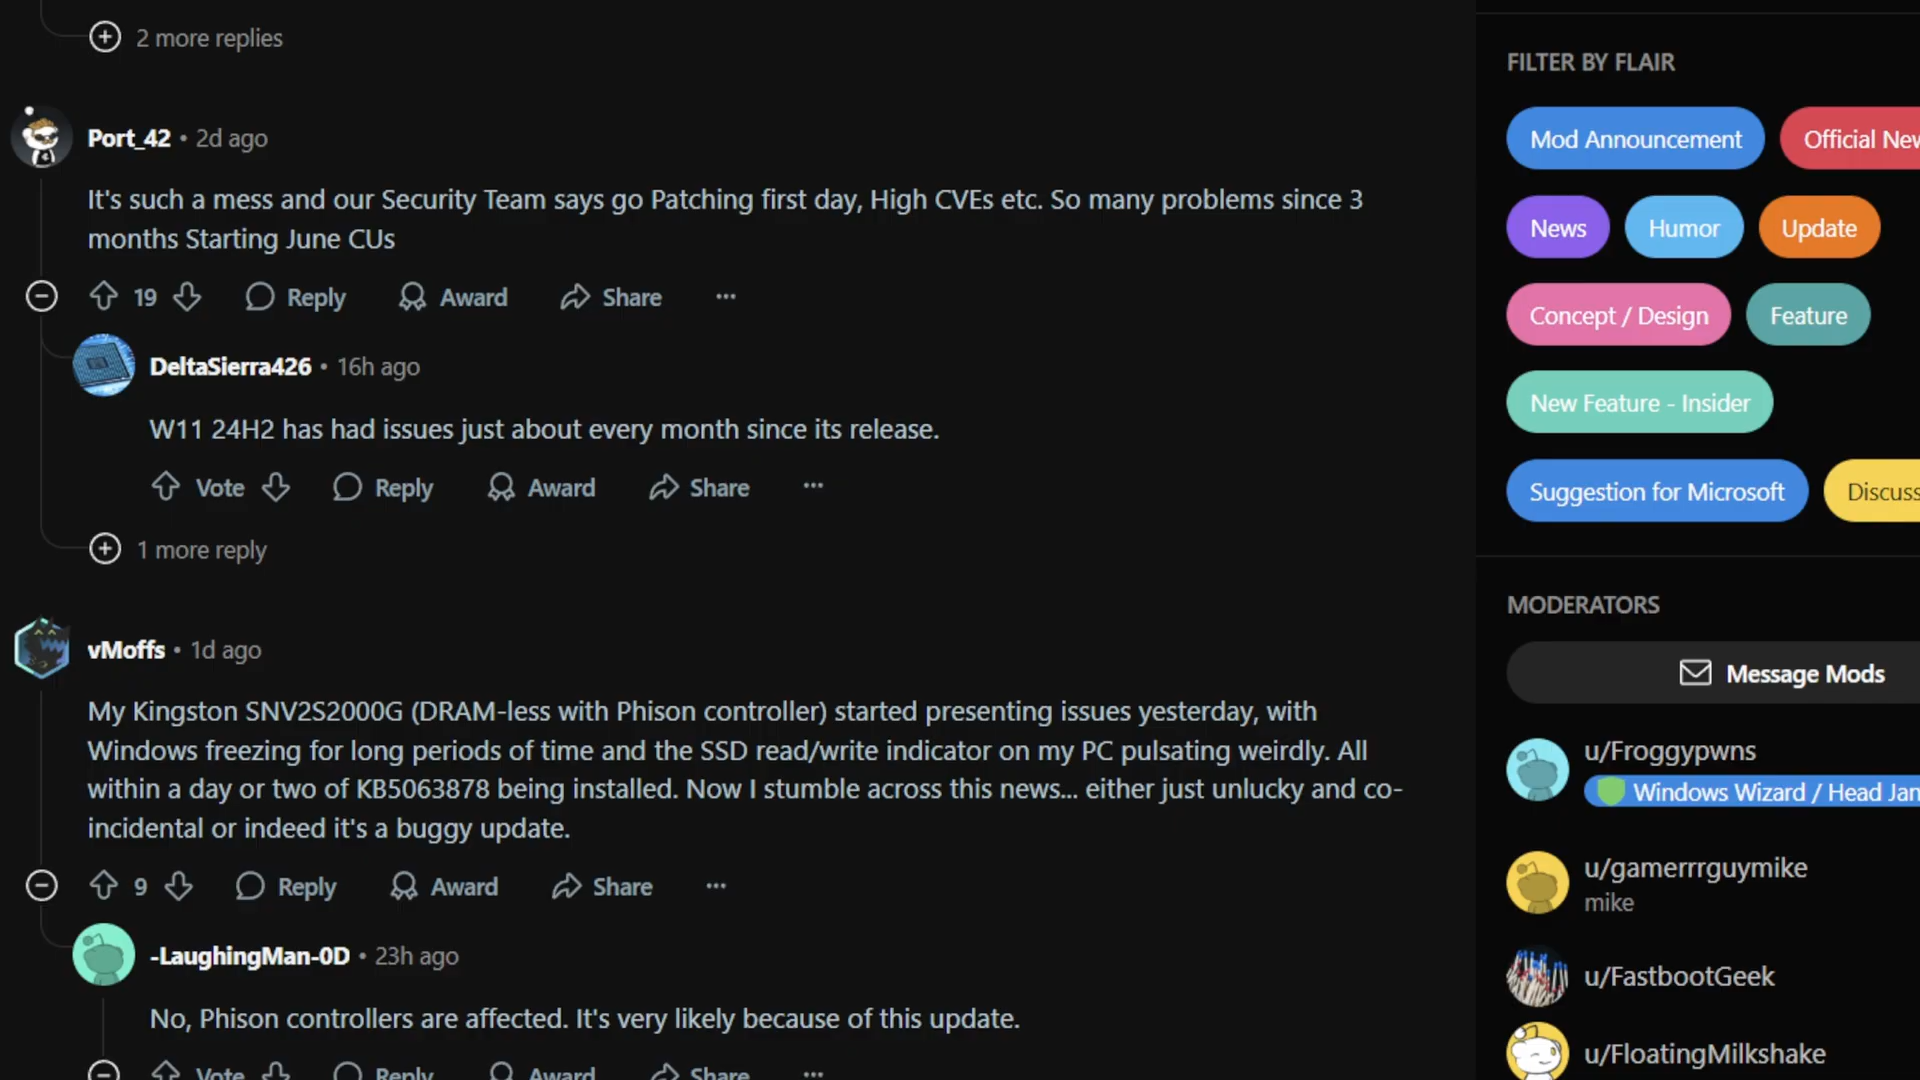 2 more replies
Port_42 • 2d ago
It's such a mess and our Security Team says go Patching first day, High CVEs etc. So many problems since 3
months Starting June CUs
19 Reply Award Share ...
DeltaSierra426 • 16h ago
W11 24H2 has had issues just about every month since its release.
Vote Reply Award Share ...
1 more reply
vMoffs • 1d ago
My Kingston SNV2S2000G (DRAM-less with Phison controller) started presenting issues yesterday, with
Windows freezing for long periods of time and the SSD read/write indicator on my PC pulsating weirdly. All
within a day or two of KB5063878 being installed. Now I stumble across this news... either just unlucky and co-
incidental or indeed it's a buggy update.
9 Reply Award Share ...
-LaughingMan-0D • 23h ago
No, Phison controllers are affected. It's very likely because of this update.
Vote Reply Award Share ...
FILTER BY FLAIR
Mod Announcement Official New
News Humor Update
Concept / Design Feature
New Feature - Insider
Suggestion for Microsoft Discuss
MODERATORS
Message Mods
u/Froggypwns
Windows Wizard / Head Jan
u/gamerrrguymike
mike
u/FastbootGeek
u/FloatingMilkshake